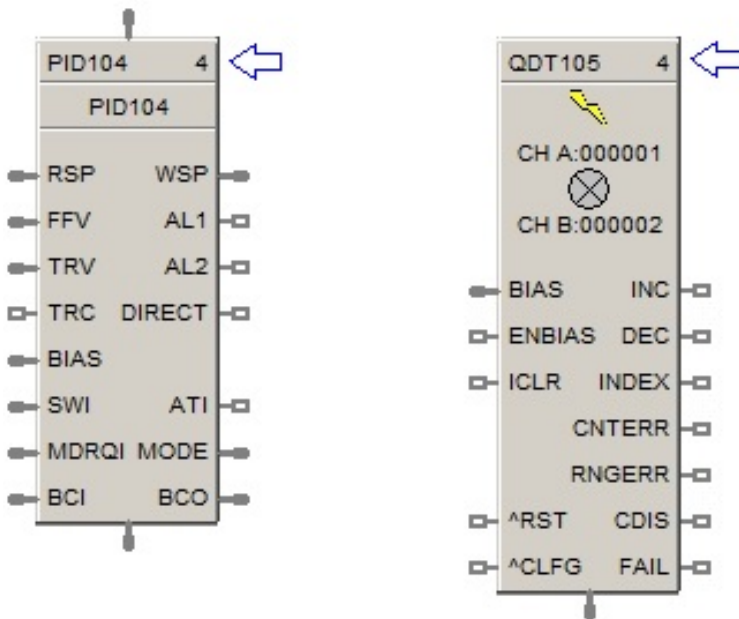 PID104 4
PID104
RSP WSP
FFV AL1
TRV AL2
TRC DIRECT
BIAS
SWI ATI
MDRQI MODE
BCI BCO
QDT105 4
CH A:000001
CH B:000002
BIAS INC
ENBIAS DEC
ICLR INDEX
CNTERR
RNGERR
^RST CDIS
^CLFG FAIL